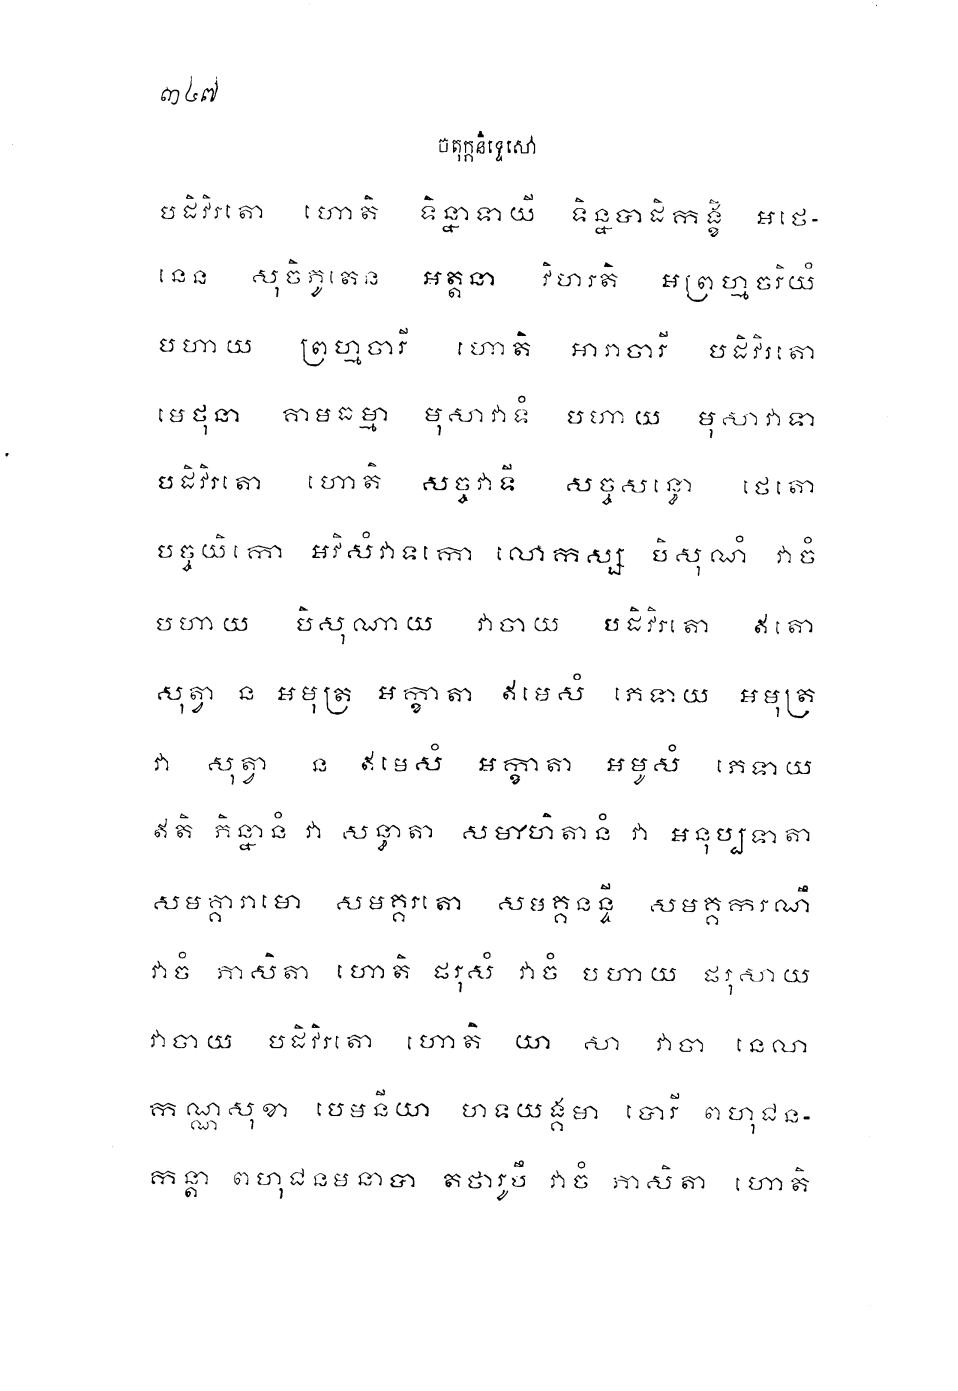 ៣៤៧
ចតុក្កនិទ្ទេសោ
បដិវិរតោ ហោតិ ទិន្នាទាយី ទិន្នបាដិកង្ខី អថេ-
នេន សុចិភូតេន អត្តនា វិហរតិ អព្រហ្មចរិយំ
បហាយ ព្រហ្មចារី ហោតិ អារាចារី បដិវិរតោ
មេថុនា គាមធម្មា មុសាវាទំ បហាយ មុសាវាទា
បដិវិរតោ ហោតិ សច្ចវាទី សច្ចសន្ធោ ថេតោ
បច្ចយិកោ អវិសំវាទកោ លោកស្ស បិសុណំ វាចំ
បហាយ បិសុណាយ វាចាយ បដិវិរតោ ឥតោ
សុត្វា ន អមុត្រ អក្ខាតា ឥមេសំ ភេទាយ អមុត្រ
វា សុត្វា ន ឥមេសំ អក្ខាតា អមូសំ ភេទាយ
ឥតិ ភិន្នានំ វា សន្ធាតា សមាហិតានំ វា អនុប្បទាតា
សមគ្គារាមោ សមគ្គរតោ សមគ្គនន្ទី សមគ្គករណឹ
វាចំ ភាសិតា ហោតិ ផរុសំ វាចំ បហាយ ផរុសាយ
វាចាយ បដិវិរតោ ហោតិ យា សា វាចា នេលា
កណ្ណសុខា បេមនីយា ហទយង្គមា បោរី ពហុជន-
កន្តា ពហុជនមនាបា តថារូបឹ វាចំ ភាសិតា ហោតិ